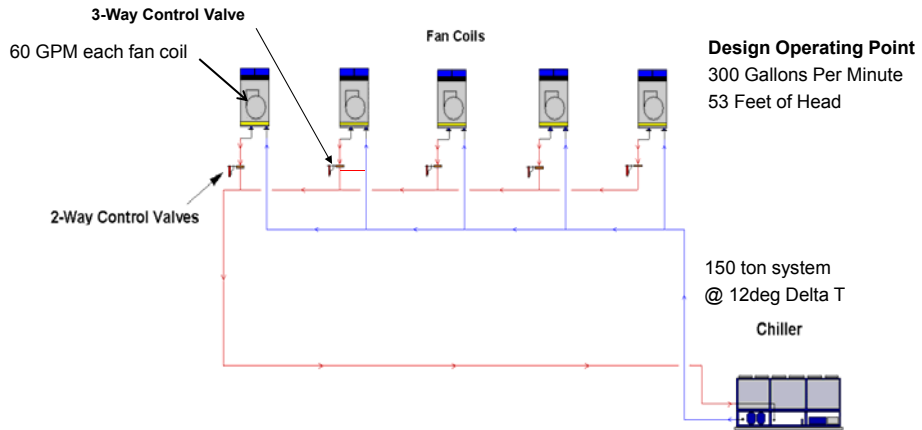 3-Way Control Valve
Fan Coils
60 GPM each fan coil
Design Operating Point
300 Gallons Per Minute
53 Feet of Head
2-Way Control Valves
150 ton system
@ 12deg Delta T
Chiller